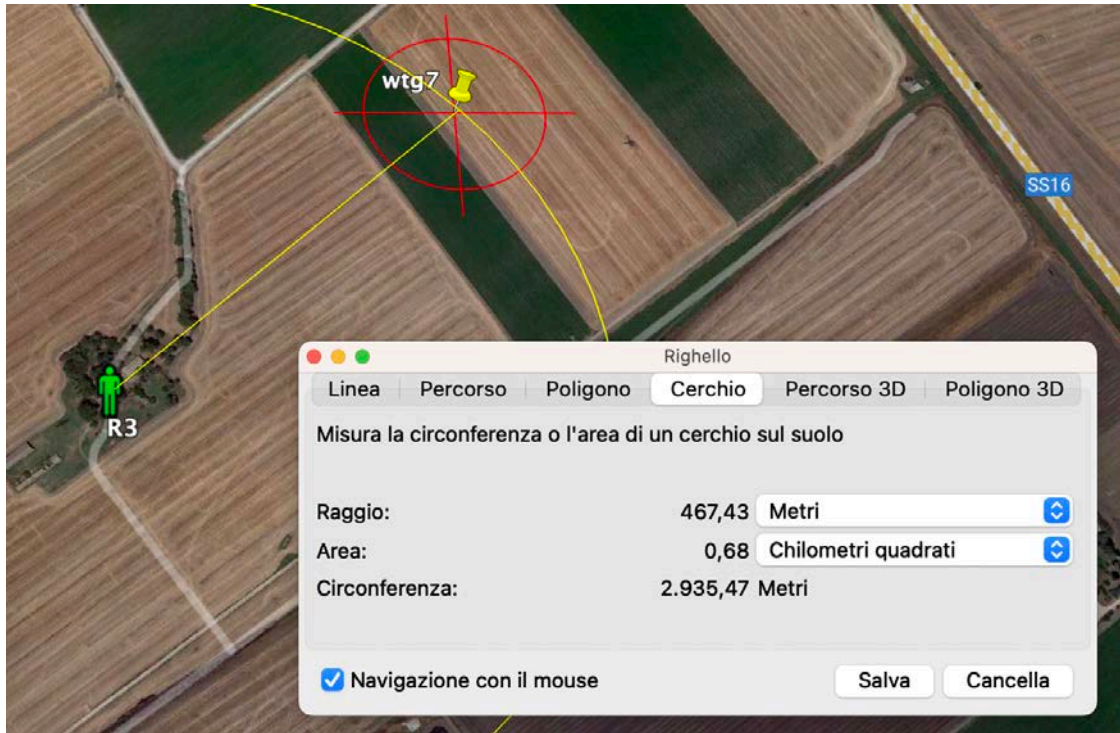 wtg7
SS16
R3
Righello
Linea Percorso Poligono Cerchio Percorso 3D Poligono 3D
Misura la circonferenza o l'area di un cerchio sul suolo
Raggio: 467,43 Metri
Area: 0,68 Chilometri quadrati
Circonferenza: 2.935,47 Metri
Navigazione con il mouse Salva Cancella